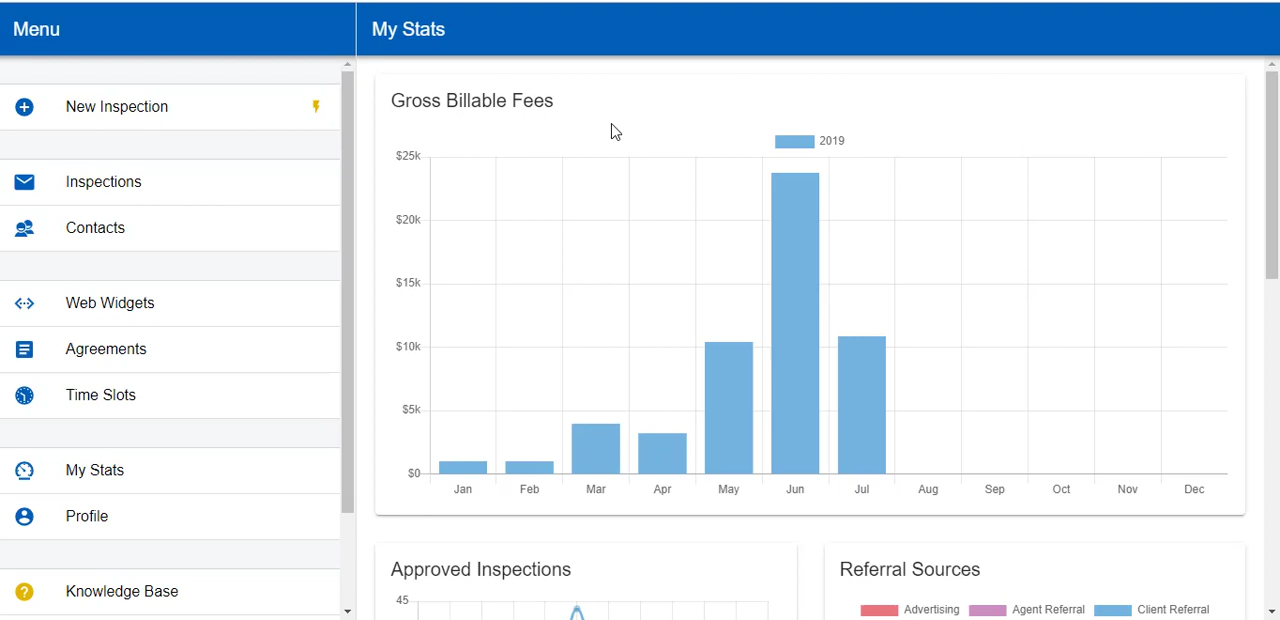 Menu
New Inspection
Inspections
Contacts
Web Widgets
Agreements
Time Slots
My Stats
Profile
Knowledge Base
My Stats
Gross Billable Fees
2019
$25k
$20k
$15k
$10k
$5k
$0
Jan Feb Mar Apr May Jun Jul Aug Sep Oct Nov Dec
Approved Inspections
45
Referral Sources
Advertising Agent Referral Client Referral